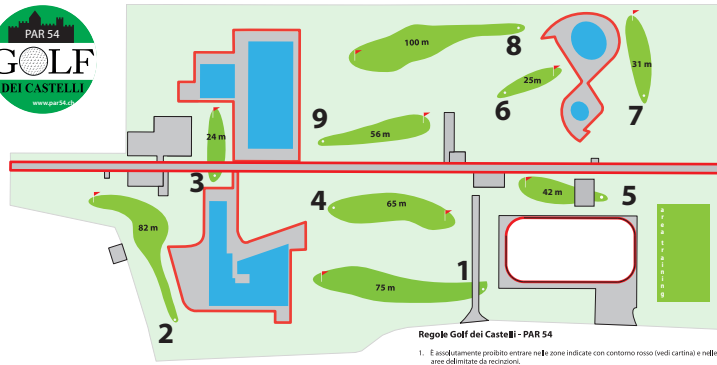 PAR 54
GOLF
DEI CASTELLI
www.par54.ch
100 m
8
25m
6
31 m
7
24 m
3
9
56 m
4
65 m
42 m
5
82 m
2
75 m
1
area training
Regole Golf dei Castelli - PAR 54
1. È assolutamente proibito entrare nelle zone indicate con contorno rosso (vedi cartina) e nelle
aree delimitate da recinzioni.